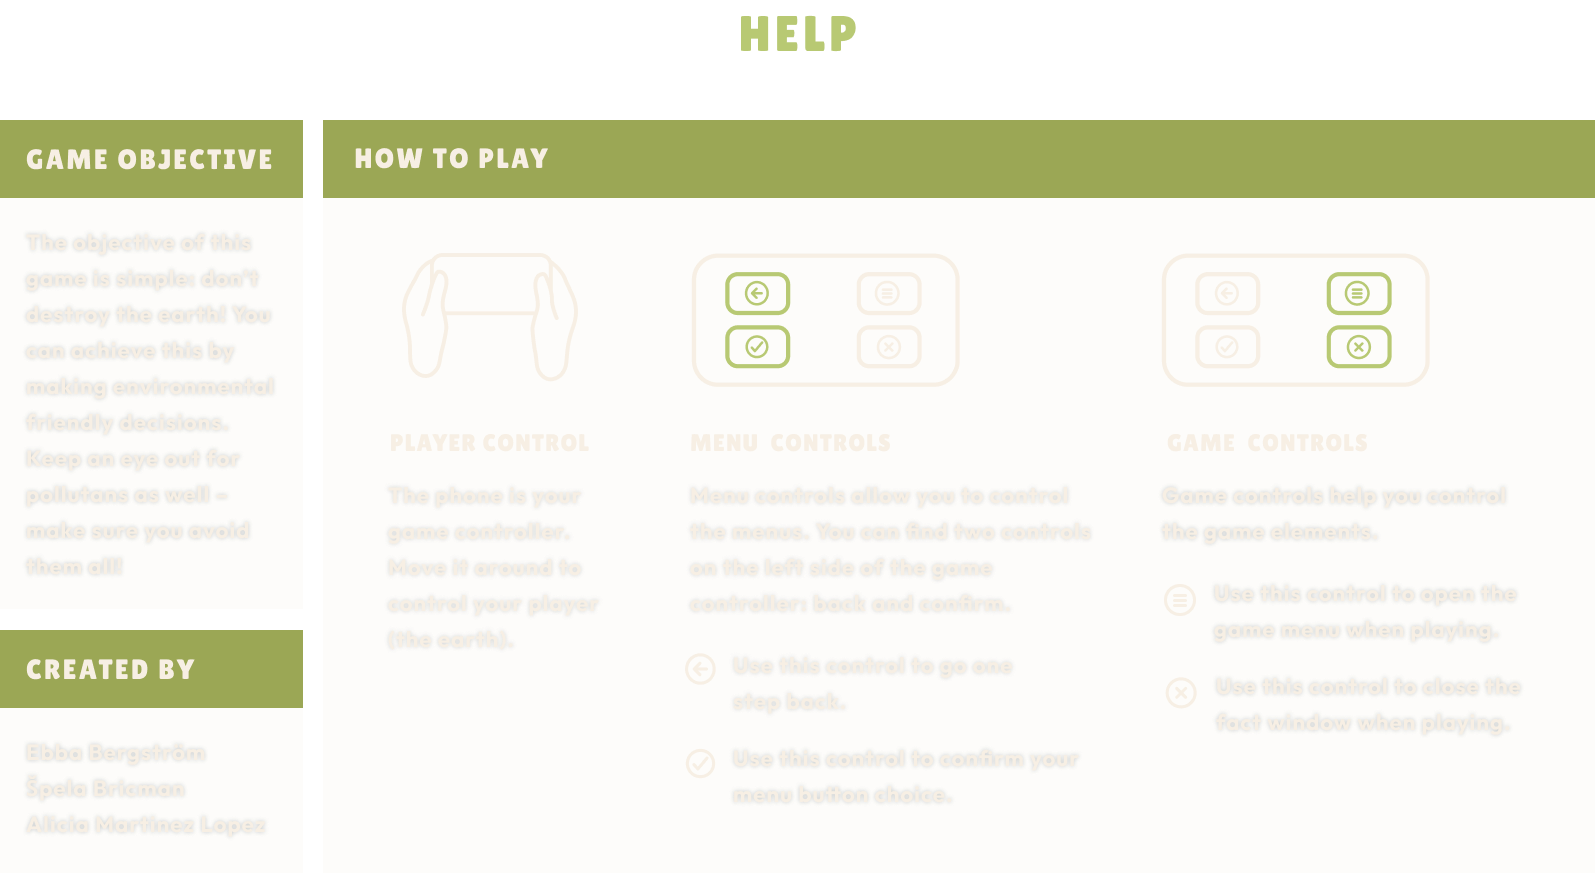 HELP
GAME OBJECTIVE
The objective of this
game is simple: don't
destroy the earth! You
can achieve this by
making environmental
friendly decisions.
Keep an eye out for
pollutans as well –
make sure you avoid
them all!
CREATED BY
Ebba Bergström
Špela Bricman
Alicia Martinez Lopez
HOW TO PLAY
PLAYER CONTROL
The phone is your
game controller.
Move it around to
control your player
(the earth).
MENU CONTROLS
Menu controls allow you to control
the menus. You can find two controls
on the left side of the game
controller: back and confirm.
Use this control to go one
step back.
Use this control to confirm your
menu button choice.
GAME CONTROLS
Game controls help you control
the game elements.
Use this control to open the
game menu when playing.
Use this control to close the
fact window when playing.